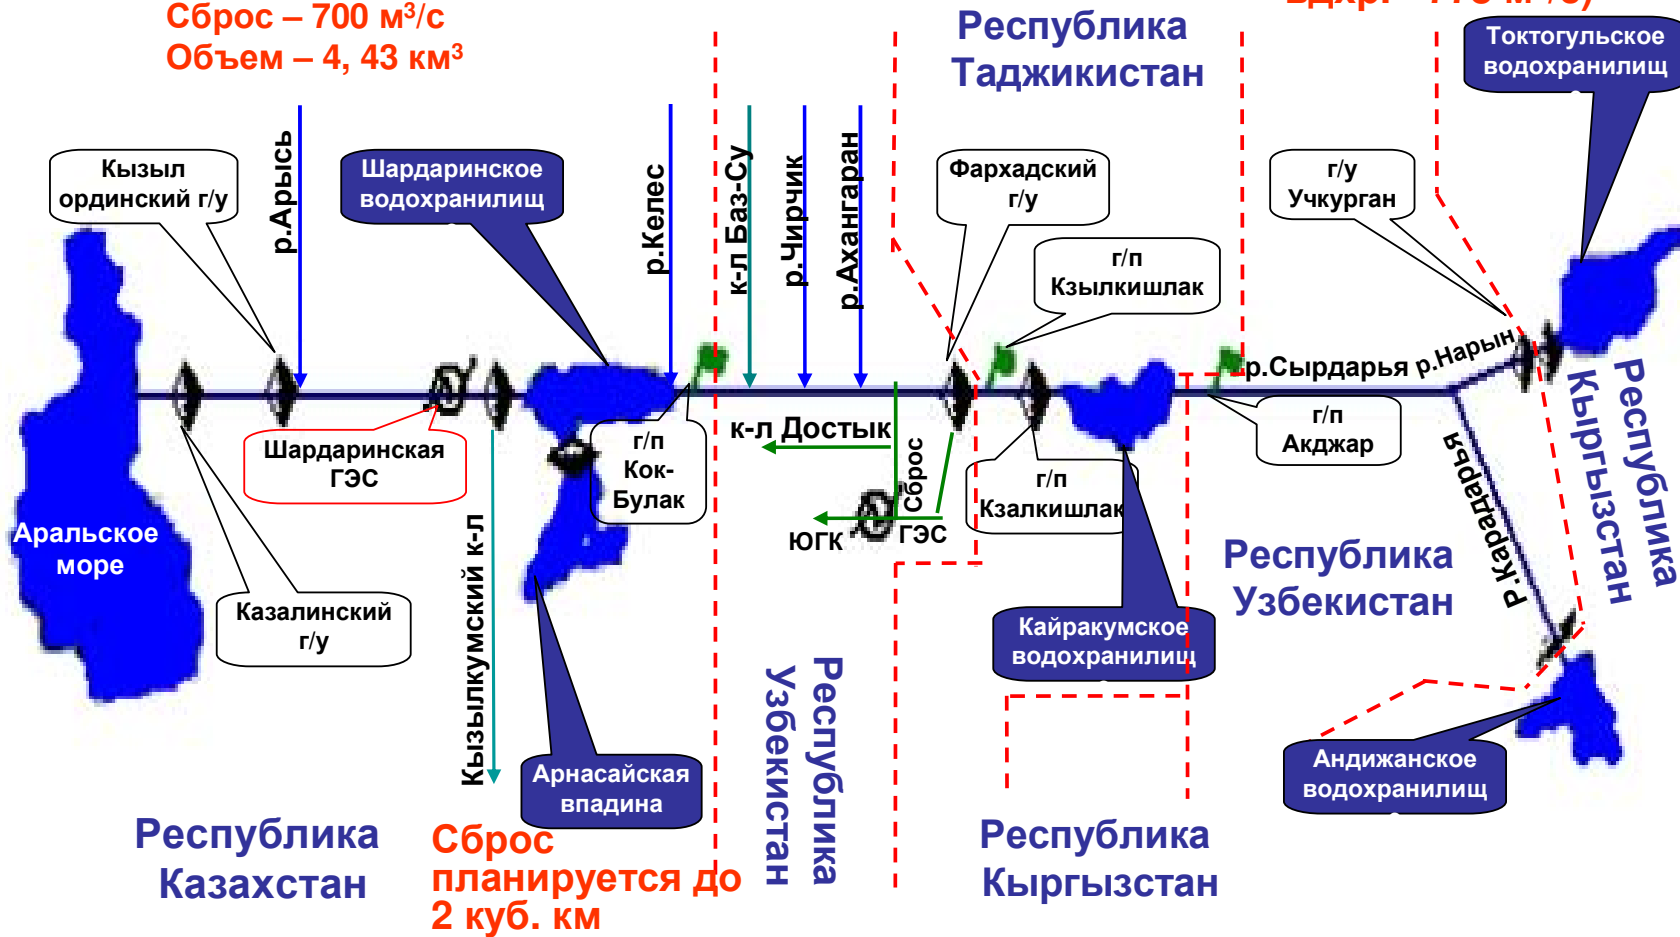 Сброс – 700 м³/с
Объем – 4, 43 км³
Республика
Таджикистан
Токтогульское
водохранилищ
Кызыл
ординский г/у
р.Арысь
Шардаринское
водохранилищ
р.Келес
к-л Баз-Су
р.Чирчик
р.Ахангаран
Фархадский
г/у
г/п
Кзылкишлак
г/у
Учкурган
р.Сырдарья
р.Нарын
Республика
Кыргызстан
Шардаринская
ГЭС
г/п
Кок-
Булак
к-л Достык
Сброс
ЮГК
ГЭС
г/п
Кзалкишлак
г/п
Акджар
Р.Карадарья
Аральское
море
Казалинский
г/у
Кызылкумский к-л
Республика
Узбекистан
Кайракумское
водохранилищ
Республика
Узбекистан
Арнасайская
впадина
Андижанское
водохранилищ
Республика
Казахстан
Сброс
планируется до
2 куб. км
Республика
Кыргызстан